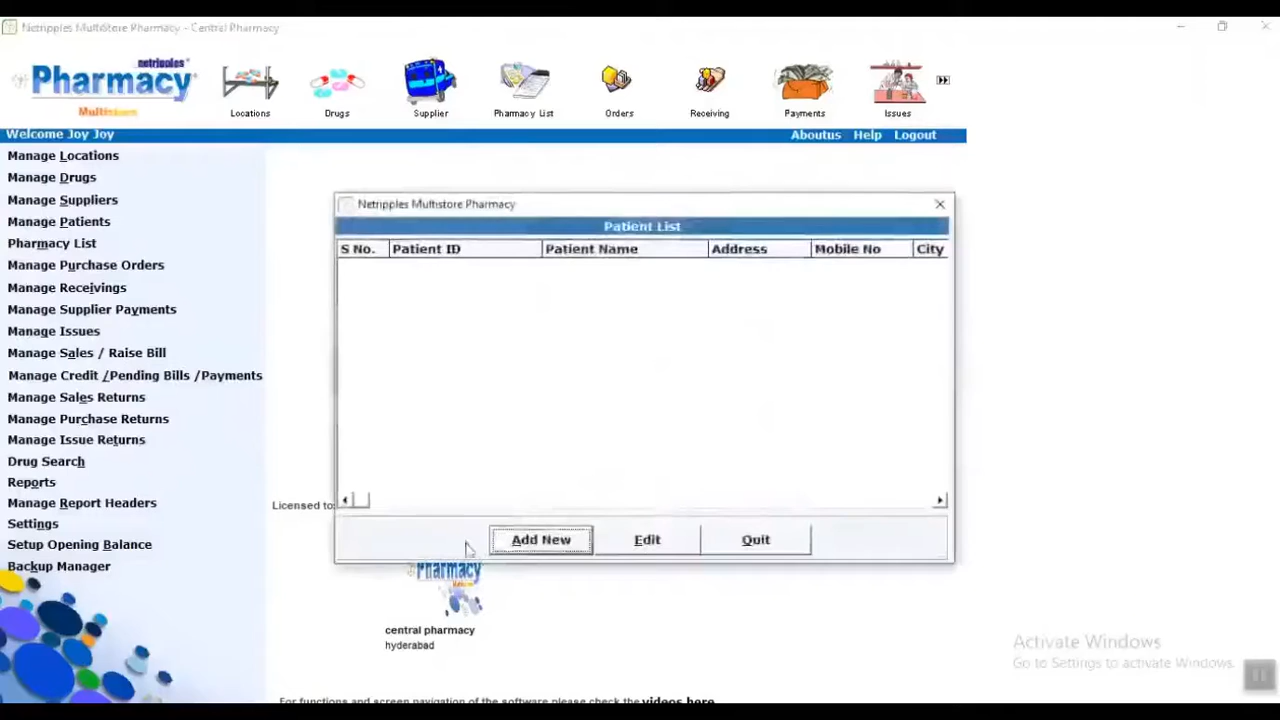 Netripples MultiStore Pharmacy - Central Pharmacy
netripples
Pharmacy
Multistores
Locations
Drugs
Supplier
Pharmacy List
Orders
Receiving
Payments
Issues
Welcome Joy Joy
Aboutus Help Logout
Manage Locations
Manage Drugs
Manage Suppliers
Manage Patients
Pharmacy List
Manage Purchase Orders
Manage Receivings
Manage Supplier Payments
Manage Issues
Manage Sales / Raise Bill
Manage Credit /Pending Bills /Payments
Manage Sales Returns
Manage Purchase Returns
Manage Issue Returns
Drug Search
Reports
Manage Report Headers
Settings
Setup Opening Balance
Backup Manager
Netripples Multistore Pharmacy
Patient List
S No. Patient ID Patient Name Address Mobile No City
Add New Edit Quit
Licensed to:
Pharmacy
central pharmacy
hyderabad
For functions and screen navigation of the software please check the videos here
Activate Windows
Go to Settings to activate Windows.